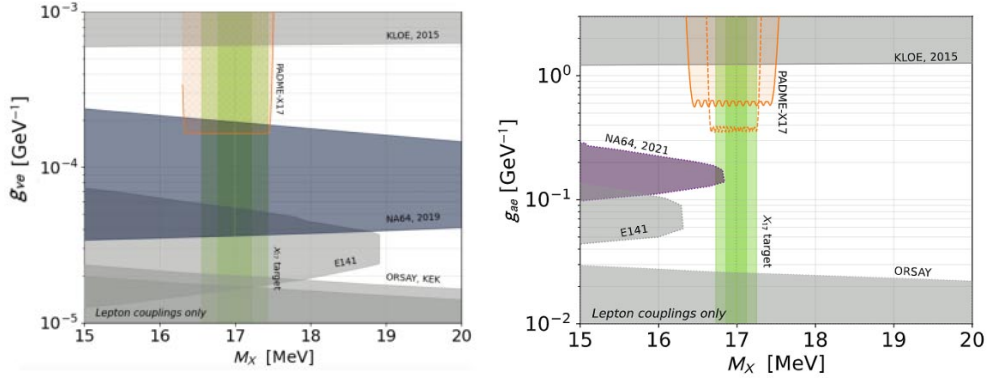 10⁻³
10⁻⁴
10⁻⁵
g_ve [GeV⁻¹]
KLOE, 2015
PADME-X17
NA64, 2019
X₁₇ target
E141
ORSAY, KEK
Lepton couplings only
15 16 17 18 19 20
M_X [MeV]
10⁰
10⁻¹
10⁻²
g_ae [GeV⁻¹]
KLOE, 2015
PADME-X17
NA64, 2021
E141
X₁₇ target
ORSAY
Lepton couplings only
15 16 17 18 19 20
M_X [MeV]